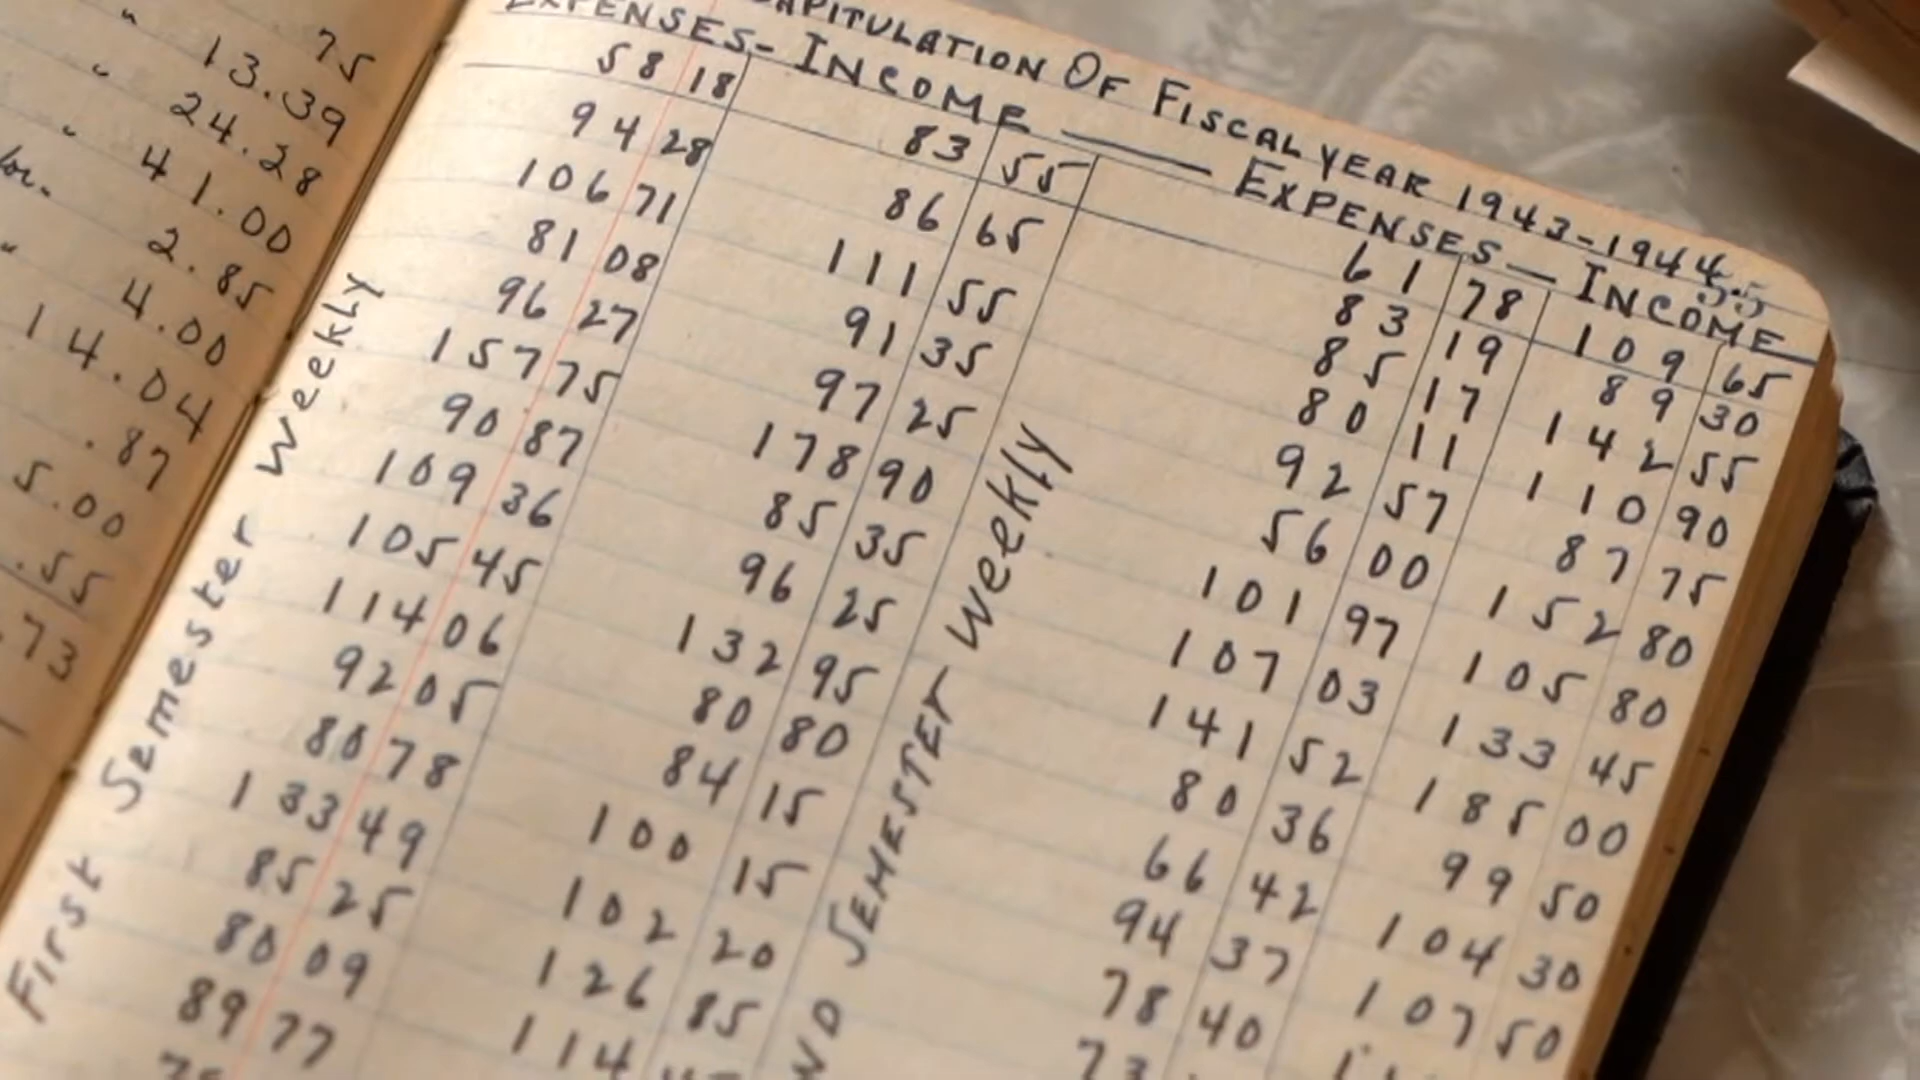 75
" 13.39
" 24.28
" 41.00
2.85
" 4.00
14.04
.87
5.00
.55
.73
CAPITULATION OF FISCAL YEAR 1943-1944.
EXPENSES - INCOME — EXPENSES — INCOME
First Semester Weekly
58 18 83 55
94 28 86 65
106 71 111 55
81 08 91 35
96 27 97 25
157 75 178 90
90 87 85 35
109 36 96 25
105 45 132 95
114 06 80 80
92 05 84 15
80 78 100 15
133 49 102 20
85 25 126 85
80 09 114
89 77
ND SEMESTER Weekly
61 78 109 65
83 19 89 30
85 17 142 55
80 11 110 90
92 57 87 75
56 00 152 80
101 97 105 80
107 03 133 45
141 52 185 00
80 36 99 50
66 42 104 30
94 37 107 50
78 40
73